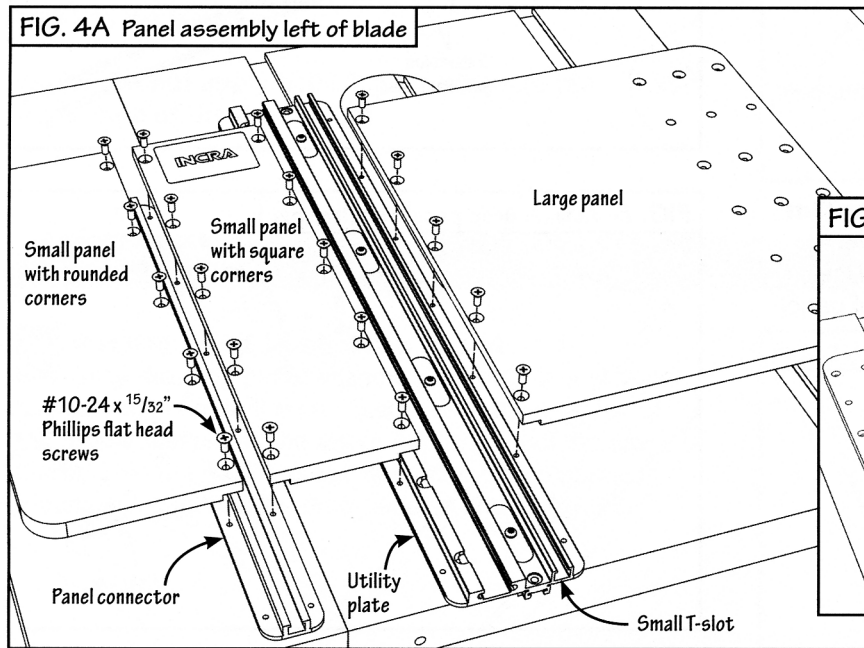 FIG. 4A Panel assembly left of blade
INCRA
Large panel
Small panel
with rounded
corners
Small panel
with square
corners
FIG
#10-24 x 15/32"
Phillips flat head
screws
Panel connector
Utility
plate
Small T-slot